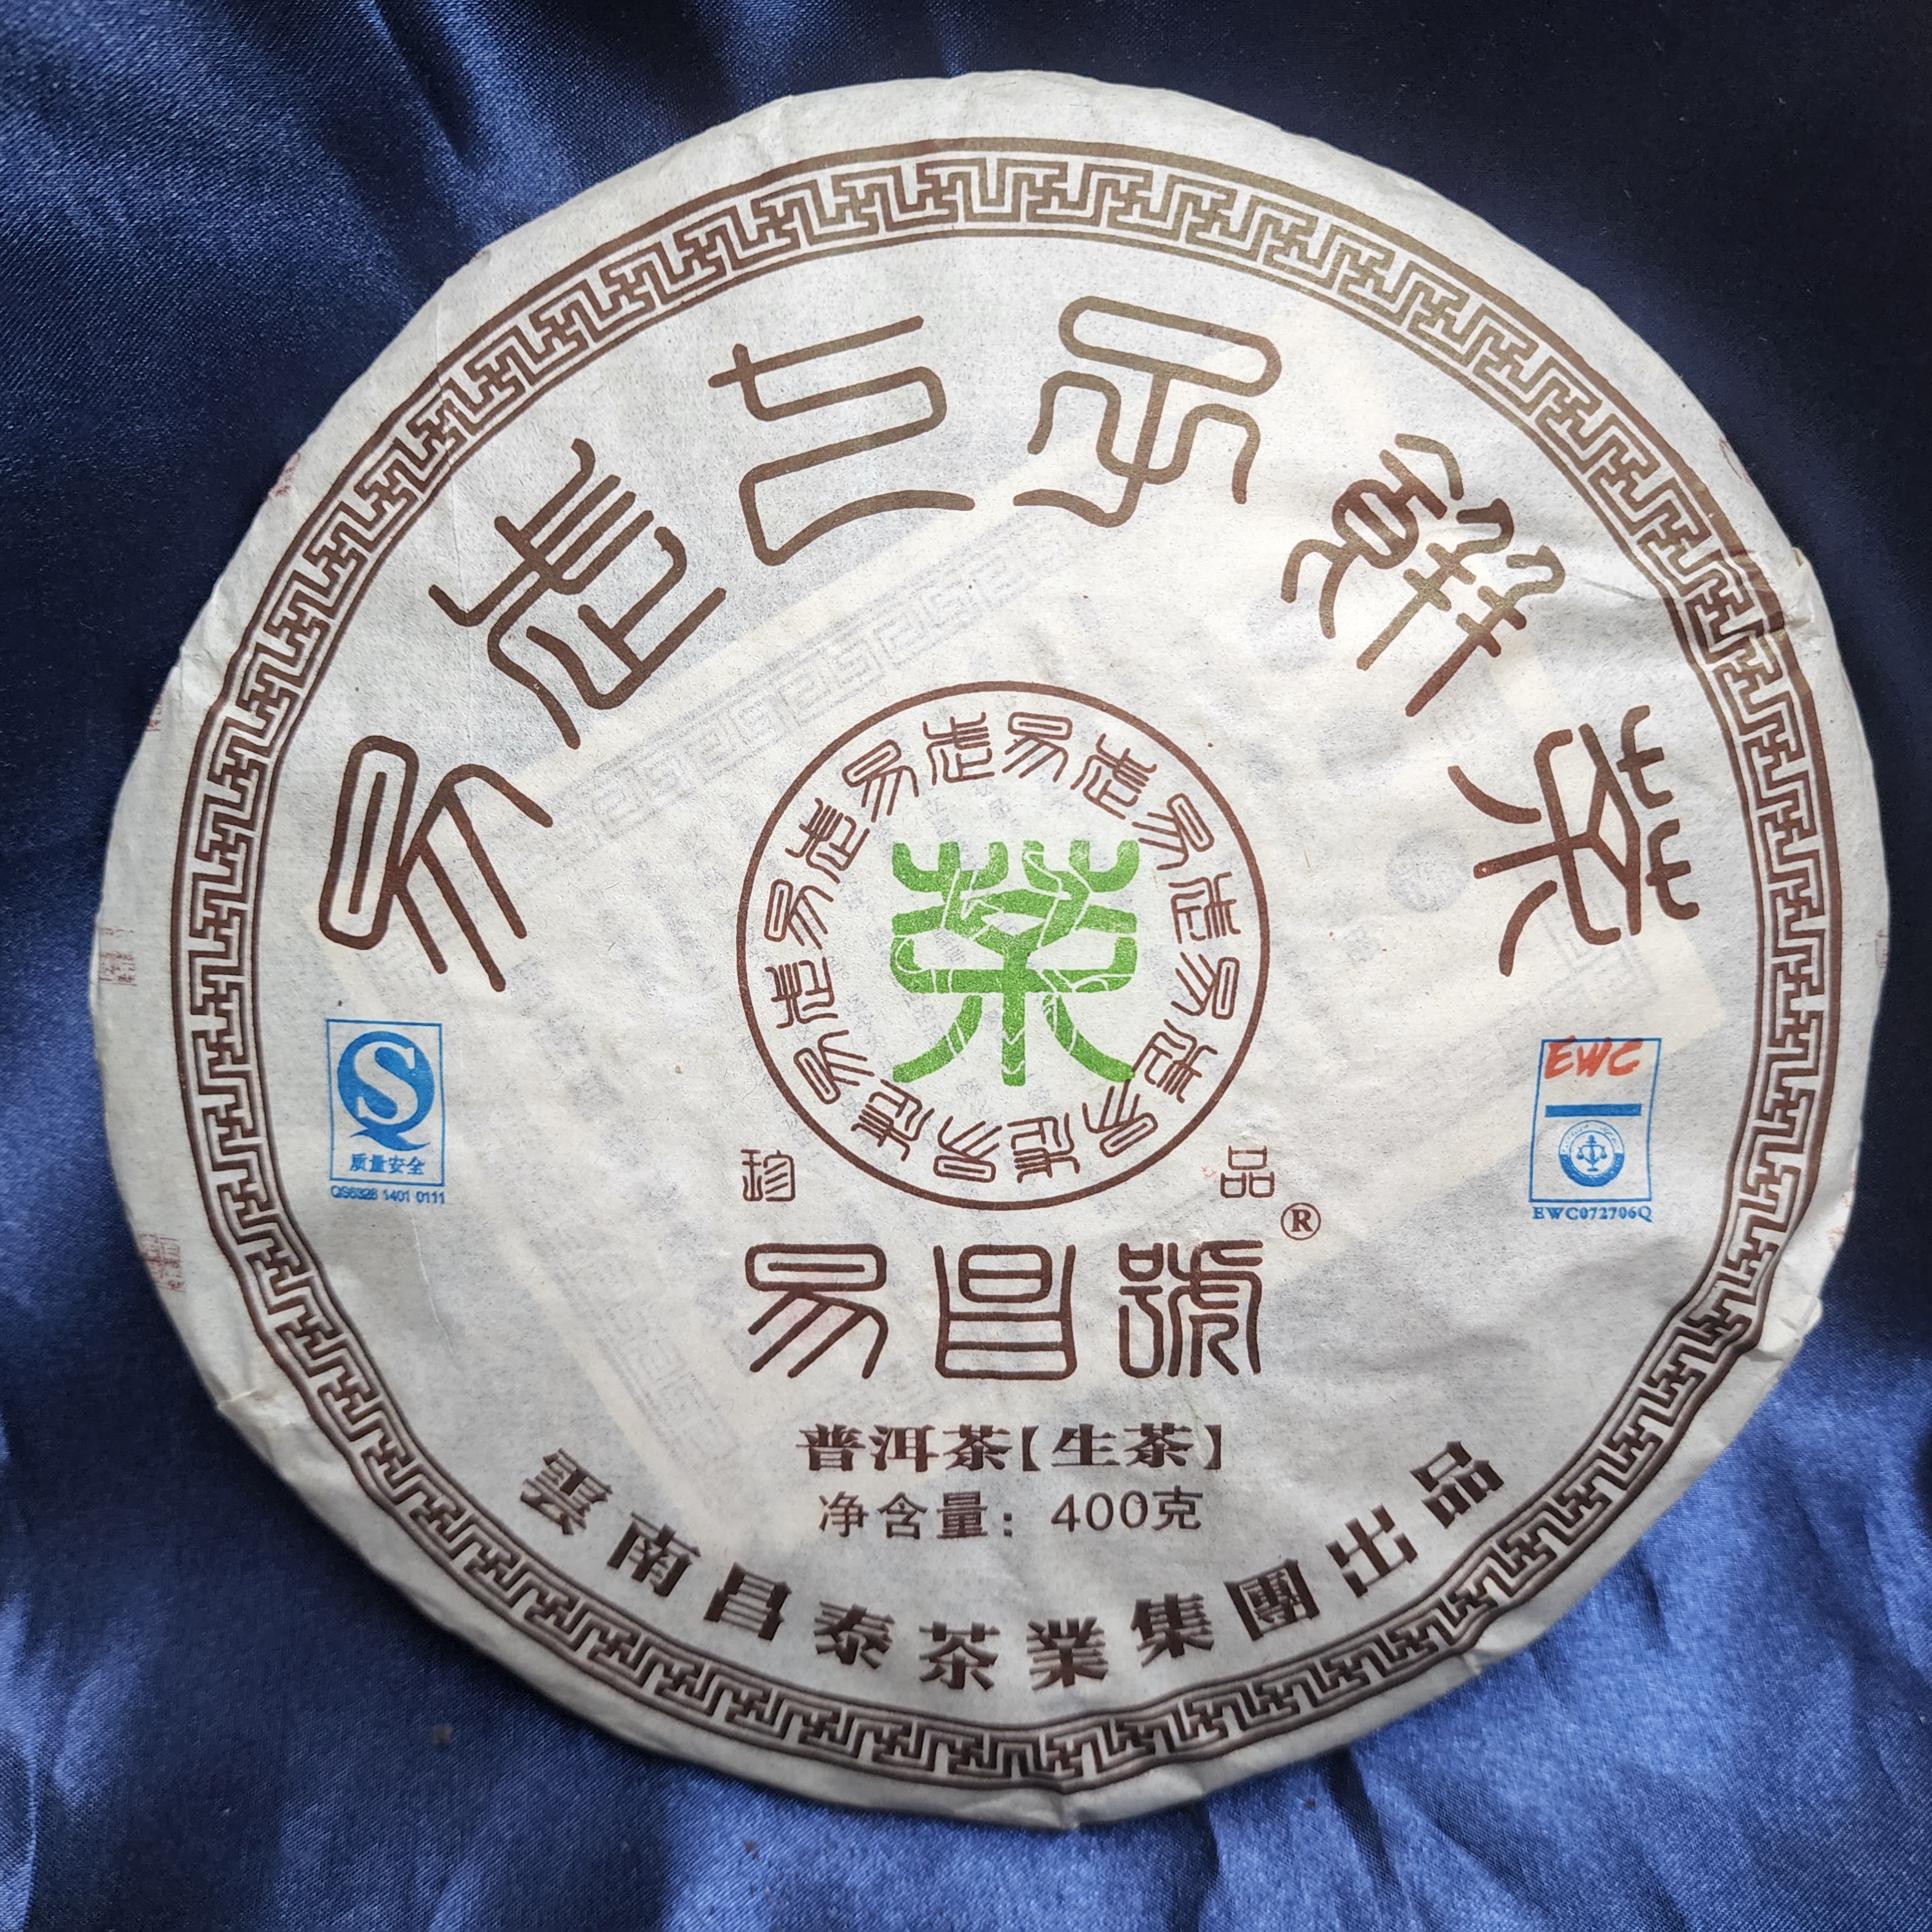 易武七子餅茶
易武易武易武易武易武易武易武易武
茶
EWC
質量安全
QS5328 1401 0111
EWC072706Q
珍 品
易昌號®
普洱茶【生茶】
净含量：400克
雲南昌泰茶業集團出品